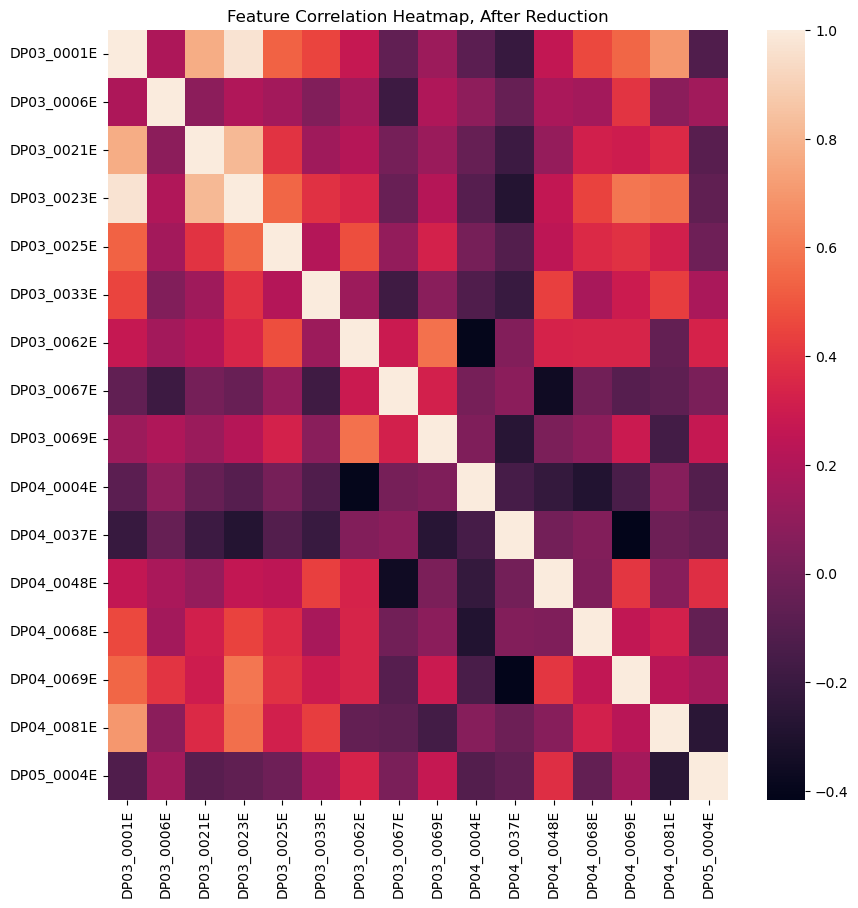 Feature Correlation Heatmap, After Reduction
DP03_0001E
DP03_0006E
DP03_0021E
DP03_0023E
DP03_0025E
DP03_0033E
DP03_0062E
DP03_0067E
DP03_0069E
DP04_0004E
DP04_0037E
DP04_0048E
DP04_0068E
DP04_0069E
DP04_0081E
DP05_0004E
DP03_0001E
DP03_0006E
DP03_0021E
DP03_0023E
DP03_0025E
DP03_0033E
DP03_0062E
DP03_0067E
DP03_0069E
DP04_0004E
DP04_0037E
DP04_0048E
DP04_0068E
DP04_0069E
DP04_0081E
DP05_0004E
1.0
0.8
0.6
0.4
0.2
0.0
−0.2
−0.4